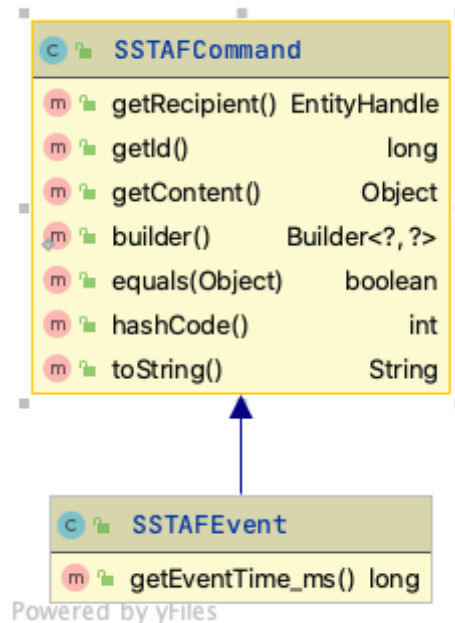 c SSTAFCommand
m getRecipient() EntityHandle
m getId() long
m getContent() Object
m builder() Builder<?, ?>
m equals(Object) boolean
m hashCode() int
m toString() String
c SSTAFEvent
m getEventTime_ms() long
Powered by yFiles